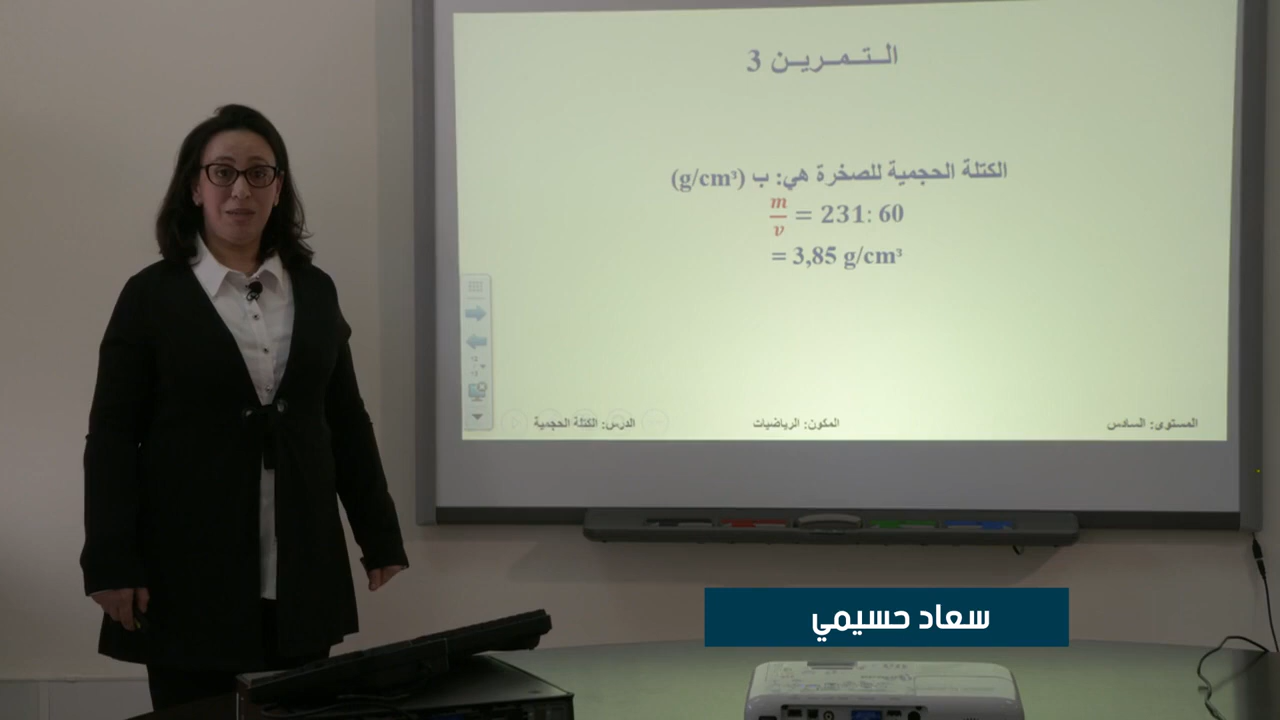 الـتـمـريـن 3
الكتلة الحجمية للصخرة هي: ب (g/cm³)
m/v = 231: 60
= 3,85 g/cm³
المستوى: السادس
المكون: الرياضيات
الدرس: الكتلة الحجمية
سعاد حسيمي